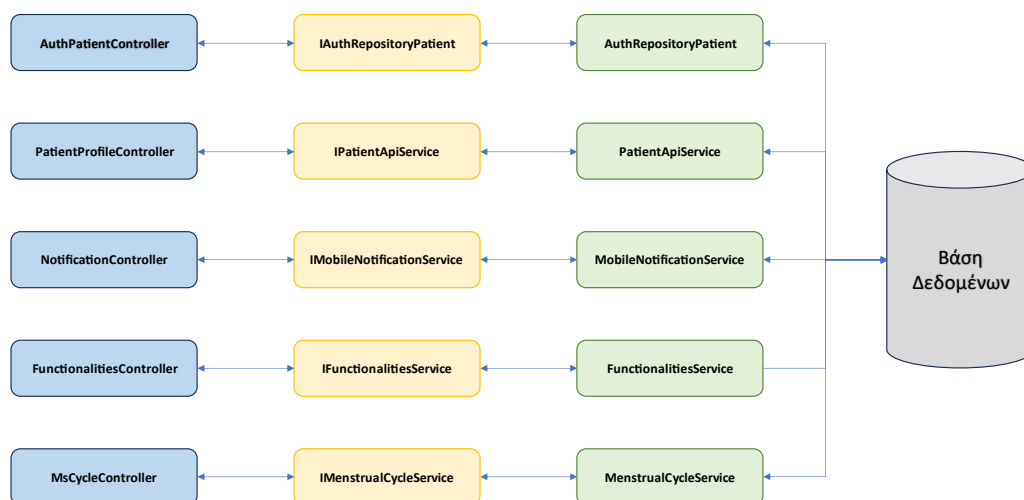 AuthPatientController
IAuthRepositoryPatient
AuthRepositoryPatient
PatientProfileController
IPatientApiService
PatientApiService
NotificationController
IMobileNotificationService
MobileNotificationService
Βάση
Δεδομένων
FunctionalitiesController
IFunctionalitiesService
FunctionalitiesService
MsCycleController
IMenstrualCycleService
MenstrualCycleService